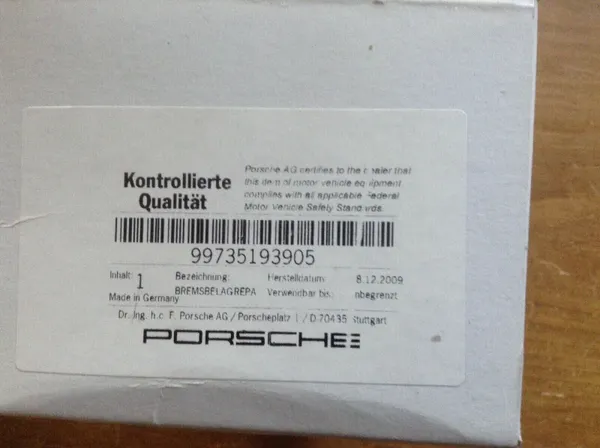 Kontrollierte
Qualität
Porsche AG certifies to the dealer that
this item of motor vehicle equipment
complies with all applicable Federal
Motor Vehicle Safety Standards.
99735193905
Inhalt: 1 Bezeichnung: Herstelldatum: 8.12.2009
BREMSBELAGREPA Verwendbar bis: nbegrenzt
Made in Germany
Dr. Ing. h.c. F. Porsche AG / Porscheplatz 1 / D.70435 Stuttgart
PORSCHE